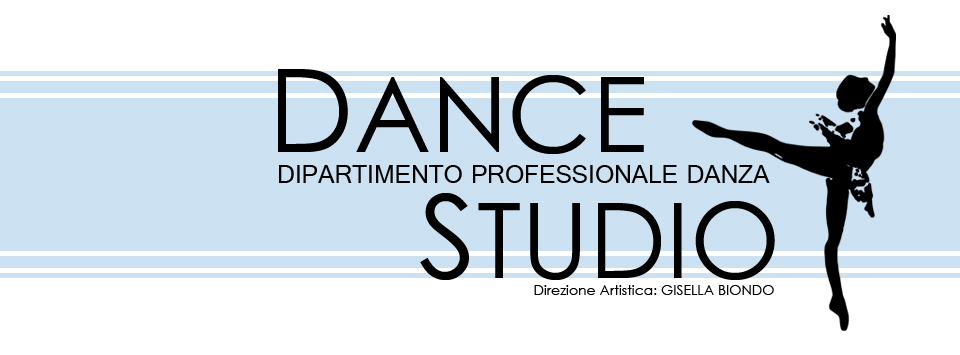 DANCE
DIPARTIMENTO PROFESSIONALE DANZA
STUDIO
Direzione Artistica: GISELLA BIONDO